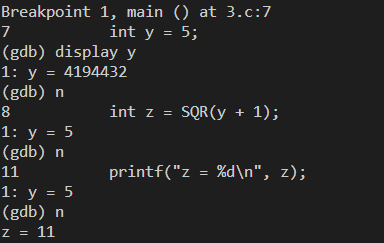 Breakpoint 1, main () at 3.c:7
7           int y = 5;
(gdb) display y
1: y = 4194432
(gdb) n
8           int z = SQR(y + 1);
1: y = 5
(gdb) n
11          printf("z = %d\n", z);
1: y = 5
(gdb) n
z = 11